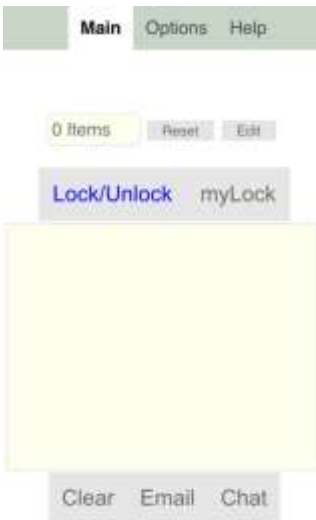 Main Options Help
0 Items Reset Edit
Lock/Unlock myLock
Clear Email Chat